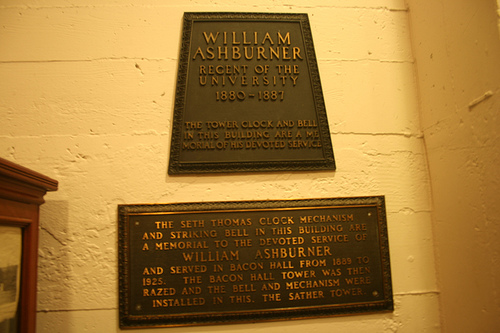 WILLIAM
ASHBURNER
REGENT OF THE
UNIVERSITY
1880-1887
THE TOWER CLOCK AND BELL
IN THIS BUILDING ARE A ME
MORIAL OF HIS DEVOTED SERVICE
THE SETH THOMAS CLOCK MECHANISM
AND STRIKING BELL IN THIS BUILDING ARE
A MEMORIAL TO THE DEVOTED SERVICE OF
WILLIAM ASHBURNER
AND SERVED IN BACON HALL FROM 1889 TO
1925. THE BACON HALL TOWER WAS THEN
RAZED AND THE BELL AND MECHANISM WERE
INSTALLED IN THIS, THE SATHER TOWER